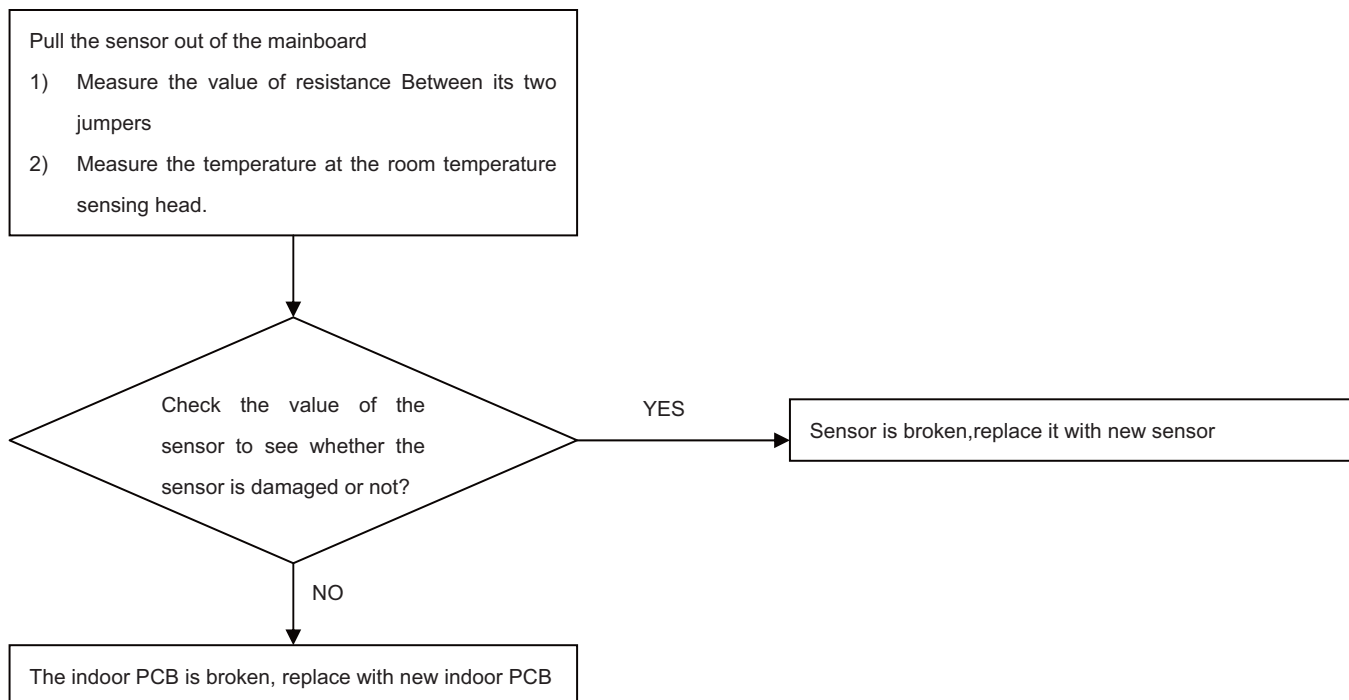 Pull the sensor out of the mainboard
1) Measure the value of resistance Between its two
jumpers
2) Measure the temperature at the room temperature
sensing head.
Check the value of the
sensor to see whether the
sensor is damaged or not?
YES
Sensor is broken,replace it with new sensor
NO
The indoor PCB is broken, replace with new indoor PCB